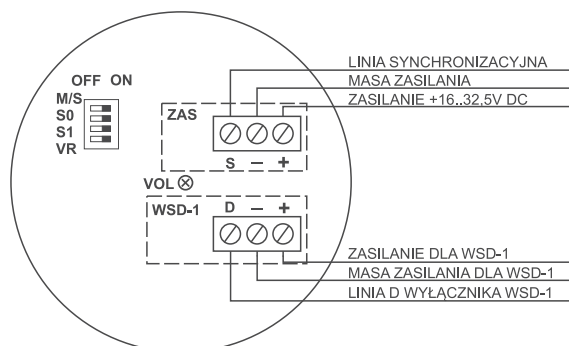 LINIA SYNCHRONIZACYJNA
MASA ZASILANIA
ZASILANIE +16..32,5V DC
OFF ON
M/S
S0
S1
VR
ZAS
S – +
VOL
WSD-1
D – +
ZASILANIE DLA WSD-1
MASA ZASILANIA DLA WSD-1
LINIA D WYŁĄCZNIKA WSD-1